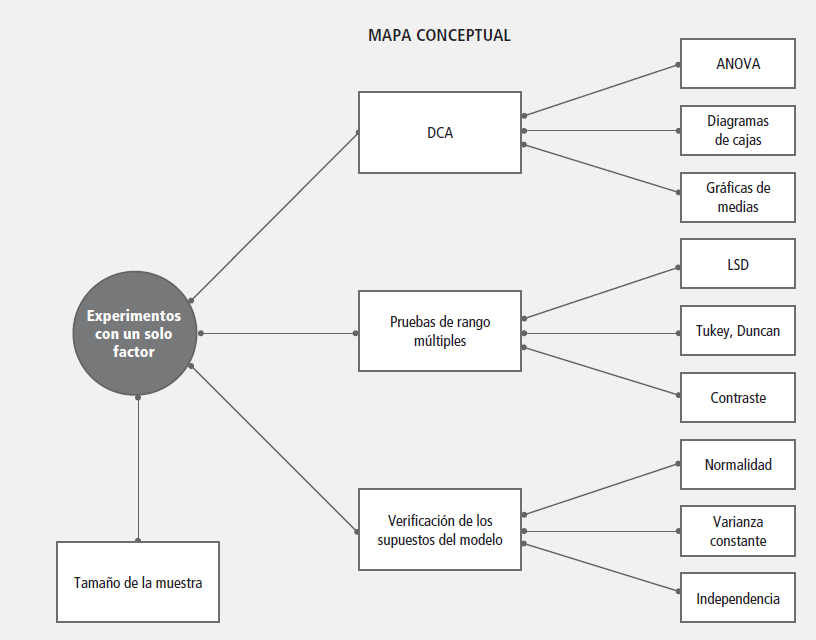 MAPA CONCEPTUAL
Experimentos
con un solo
factor
Tamaño de la muestra
DCA
ANOVA
Diagramas
de cajas
Gráficas de
medias
Pruebas de rango
múltiples
LSD
Tukey, Duncan
Contraste
Verificación de los
supuestos del modelo
Normalidad
Varianza
constante
Independencia